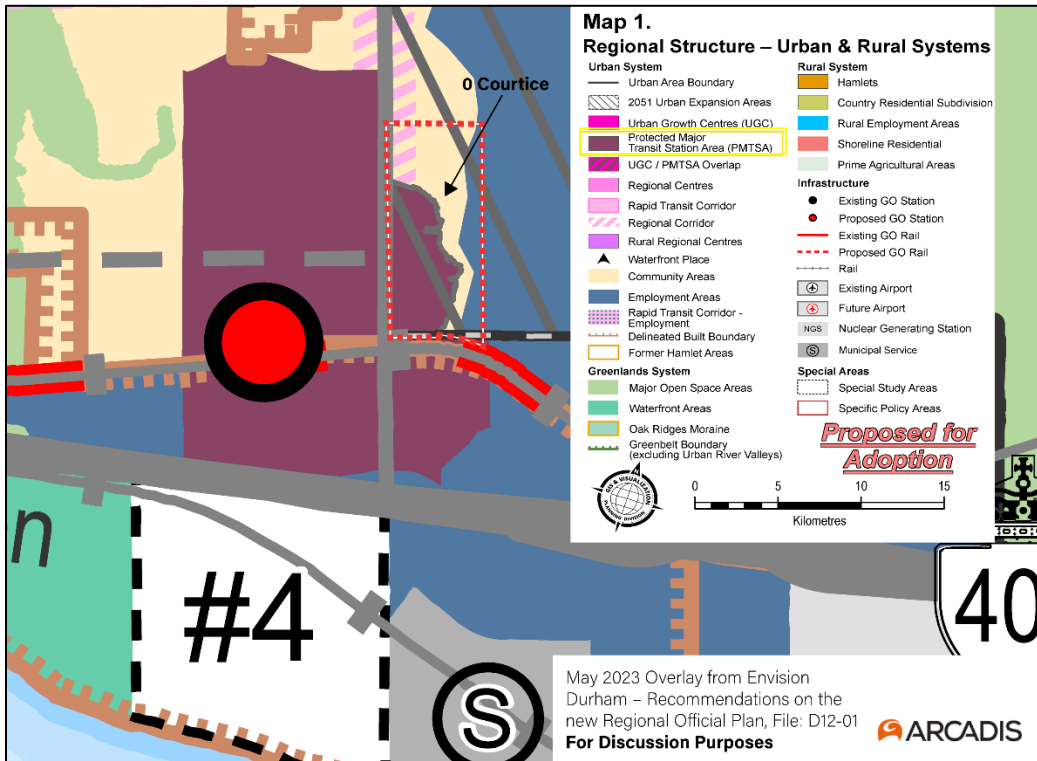 Map 1.
Regional Structure – Urban & Rural Systems
Urban System
Urban Area Boundary
2051 Urban Expansion Areas
Urban Growth Centres (UGC)
Protected Major
Transit Station Area (PMTSA)
UGC / PMTSA Overlap
Regional Centres
Rapid Transit Corridor
Regional Corridor
Rural Regional Centres
Waterfront Place
Community Areas
Employment Areas
Rapid Transit Corridor -
Employment
Delineated Built Boundary
Former Hamlet Areas
Greenlands System
Major Open Space Areas
Waterfront Areas
Oak Ridges Moraine
Greenbelt Boundary
(excluding Urban River Valleys)
Rural System
Hamlets
Country Residential Subdivision
Rural Employment Areas
Shoreline Residential
Prime Agricultural Areas
Infrastructure
Existing GO Station
Proposed GO Station
Existing GO Rail
Proposed GO Rail
Rail
Existing Airport
Future Airport
NGS
Nuclear Generating Station
S
Municipal Service
Special Areas
Special Study Areas
Specific Policy Areas
Proposed for
Adoption
GIS & VISUALIZATION
PLANNING DIVISION
0 5 10 15
Kilometres
0 Courtice
n
#4
S
40
May 2023 Overlay from Envision
Durham – Recommendations on the
new Regional Official Plan, File: D12-01
For Discussion Purposes
ARCADIS